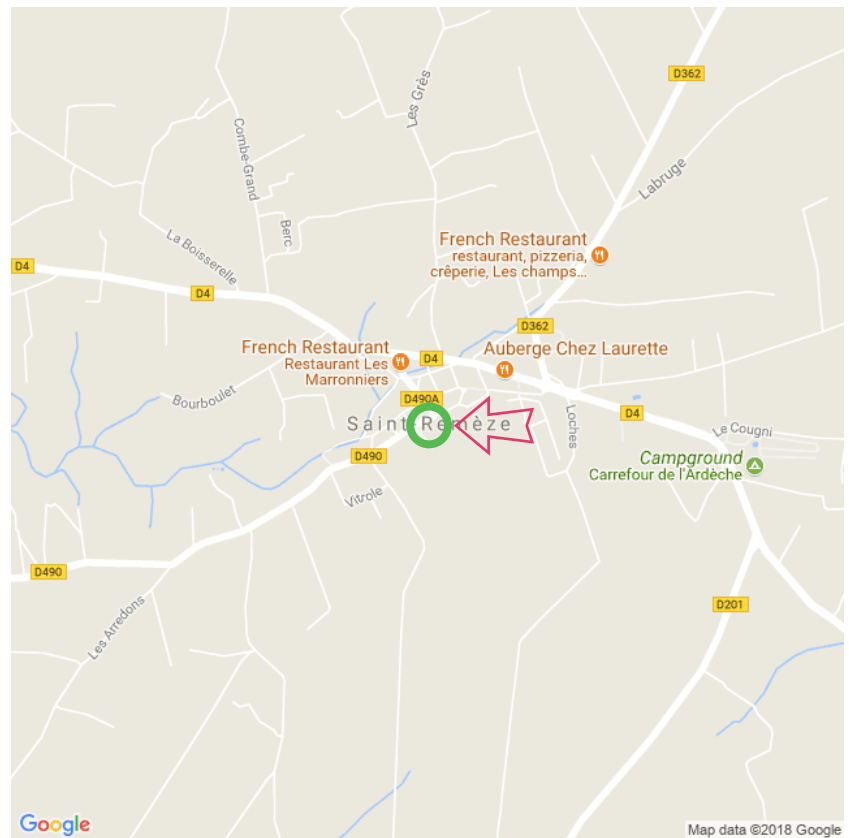 D362
Les Grès
Combe-Grand
Labruge
Berc
La Boisserelle
French Restaurant
restaurant, pizzeria,
crêperie, Les champs...
D4
D4
D362
French Restaurant
Restaurant Les
Marronniers
D4
Auberge Chez Laurette
Bourboulet
D490A
Loches
D4
Saint-Remèze
Le Cougni
D490
Campground
Carrefour de l'Ardèche
Vitrole
D490
Les Arredons
D201
Google
Map data ©2018 Google